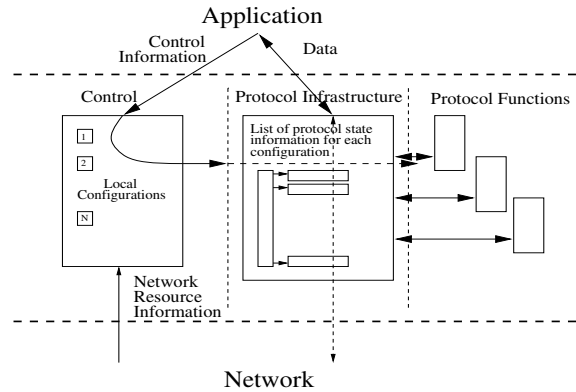 Application
Control
Information
Data
Control
Protocol Infrastructure
Protocol Functions
List of protocol state
information for each
configuration
1
2
Local
Configurations
N
Network
Resource
Information
Network